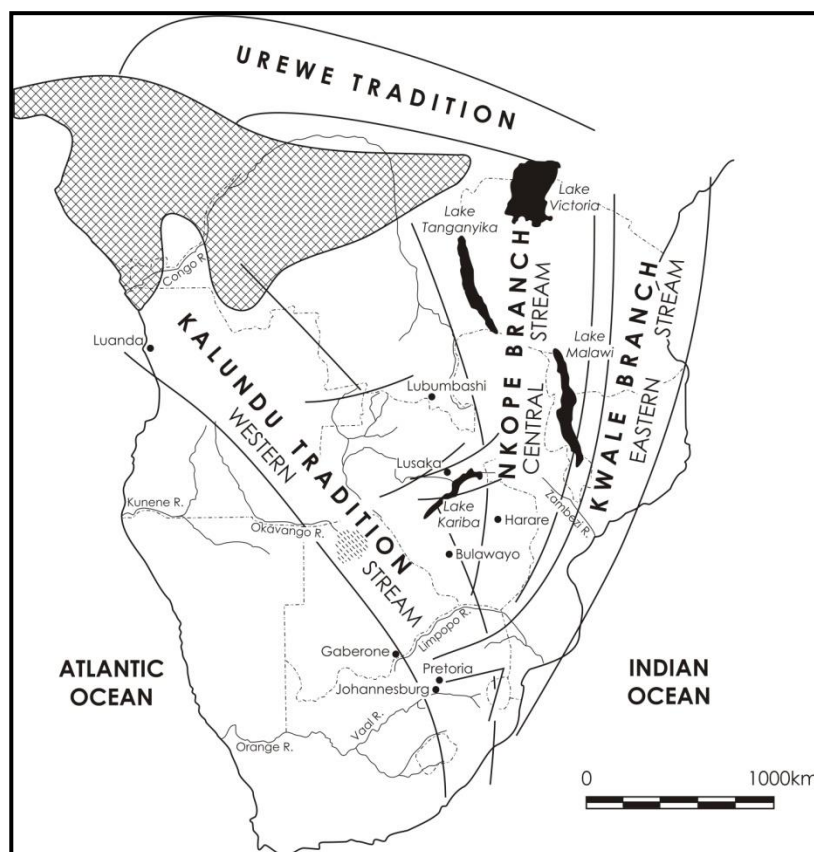 UREWE TRADITION
Lake
Victoria
Lake
Tanganyika
Congo R.
NKOPE BRANCH
CENTRAL STREAM
KWALE BRANCH
EASTERN STREAM
Luanda
KALUNDU TRADITION
WESTERN STREAM
Lubumbashi
Lake
Malawi
Lusaka
Lake
Kariba
Harare
Zambezi R.
Kunene R.
Okavango R.
Bulawayo
Limpopo R.
Gaberone
Pretoria
Johannesburg
ATLANTIC
OCEAN
INDIAN
OCEAN
Vaal R.
Orange R.
0 1000km